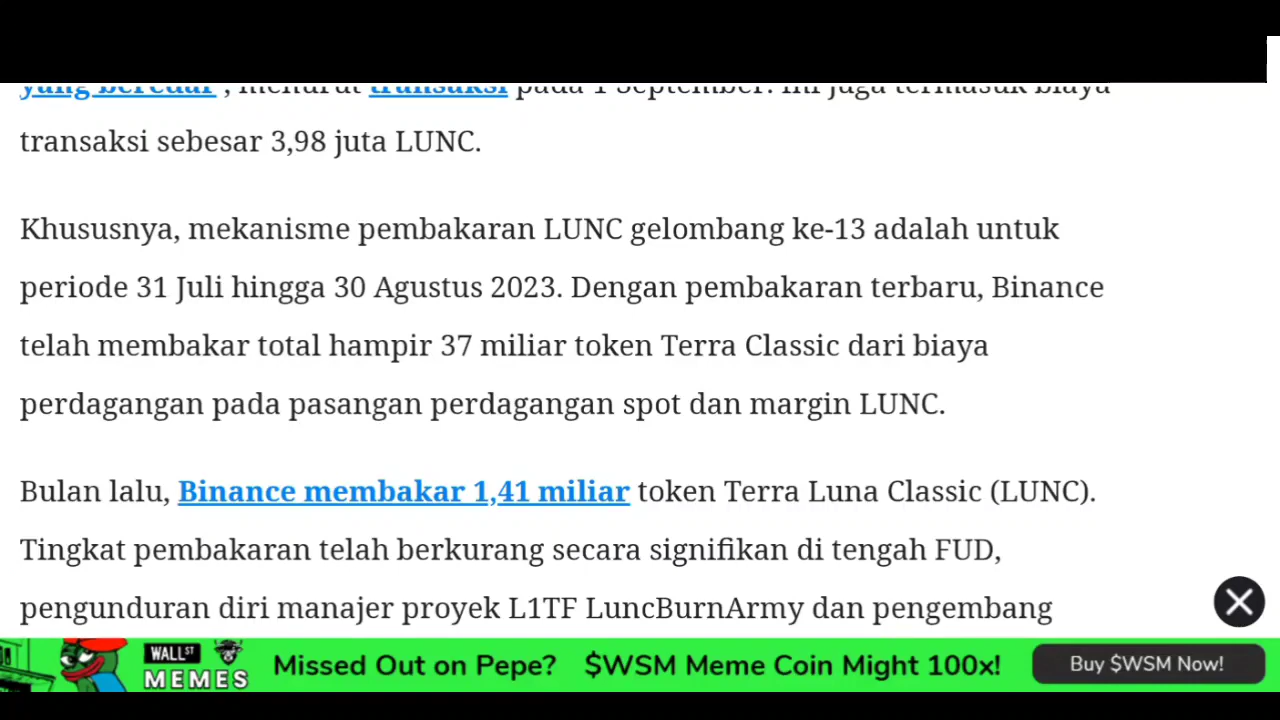 yang beredar , menurut transaksi pada 1 September. Ini juga termasuk biaya
transaksi sebesar 3,98 juta LUNC.
Khususnya, mekanisme pembakaran LUNC gelombang ke-13 adalah untuk
periode 31 Juli hingga 30 Agustus 2023. Dengan pembakaran terbaru, Binance
telah membakar total hampir 37 miliar token Terra Classic dari biaya
perdagangan pada pasangan perdagangan spot dan margin LUNC.
Bulan lalu, Binance membakar 1,41 miliar token Terra Luna Classic (LUNC).
Tingkat pembakaran telah berkurang secara signifikan di tengah FUD,
pengunduran diri manajer proyek L1TF LuncBurnArmy dan pengembang
WALL ST
MEMES
Missed Out on Pepe? $WSM Meme Coin Might 100x!
Buy $WSM Now!